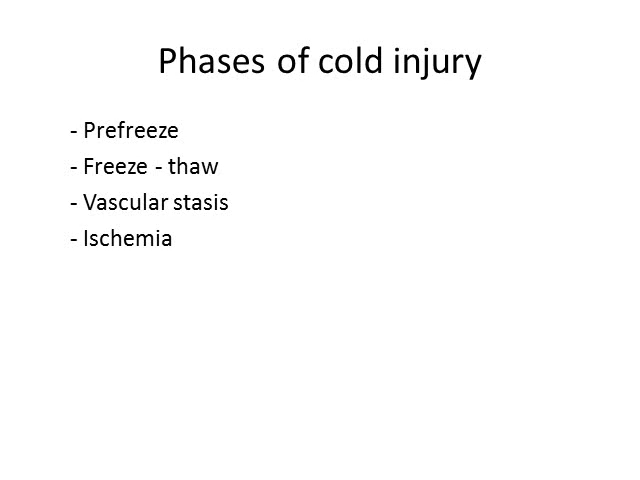 Phases of cold injury
- Prefreeze
- Freeze - thaw
- Vascular stasis
- Ischemia